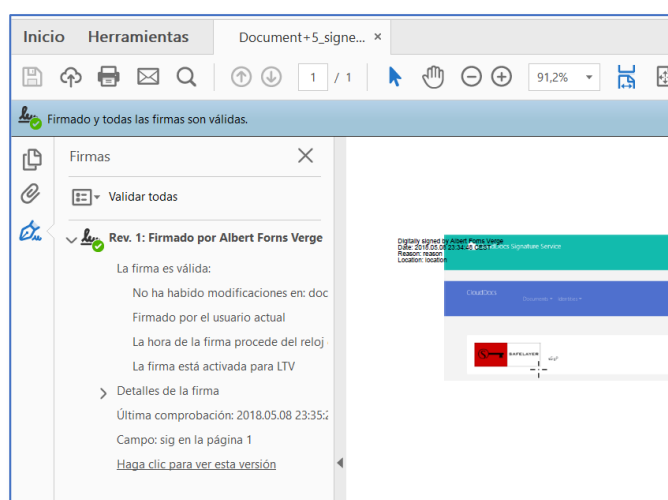 Inicio Herramientas Document+5_signe... ×
1 / 1 91,2%
Firmado y todas las firmas son válidas.
Firmas
Validar todas
Rev. 1: Firmado por Albert Forns Verge
La firma es válida:
No ha habido modificaciones en: doc
Firmado por el usuario actual
La hora de la firma procede del reloj
La firma está activada para LTV
Detalles de la firma
Última comprobación: 2018.05.08 23:35:2
Campo: sig en la página 1
Haga clic para ver esta versión
Digitally signed by Albert Forns Verge
Date: 2018.05.08 23:34:48 CEST
Docs Signature Service
Reason: reason
Location: location
CloudDocs
Documents Identities
SAFELAYER